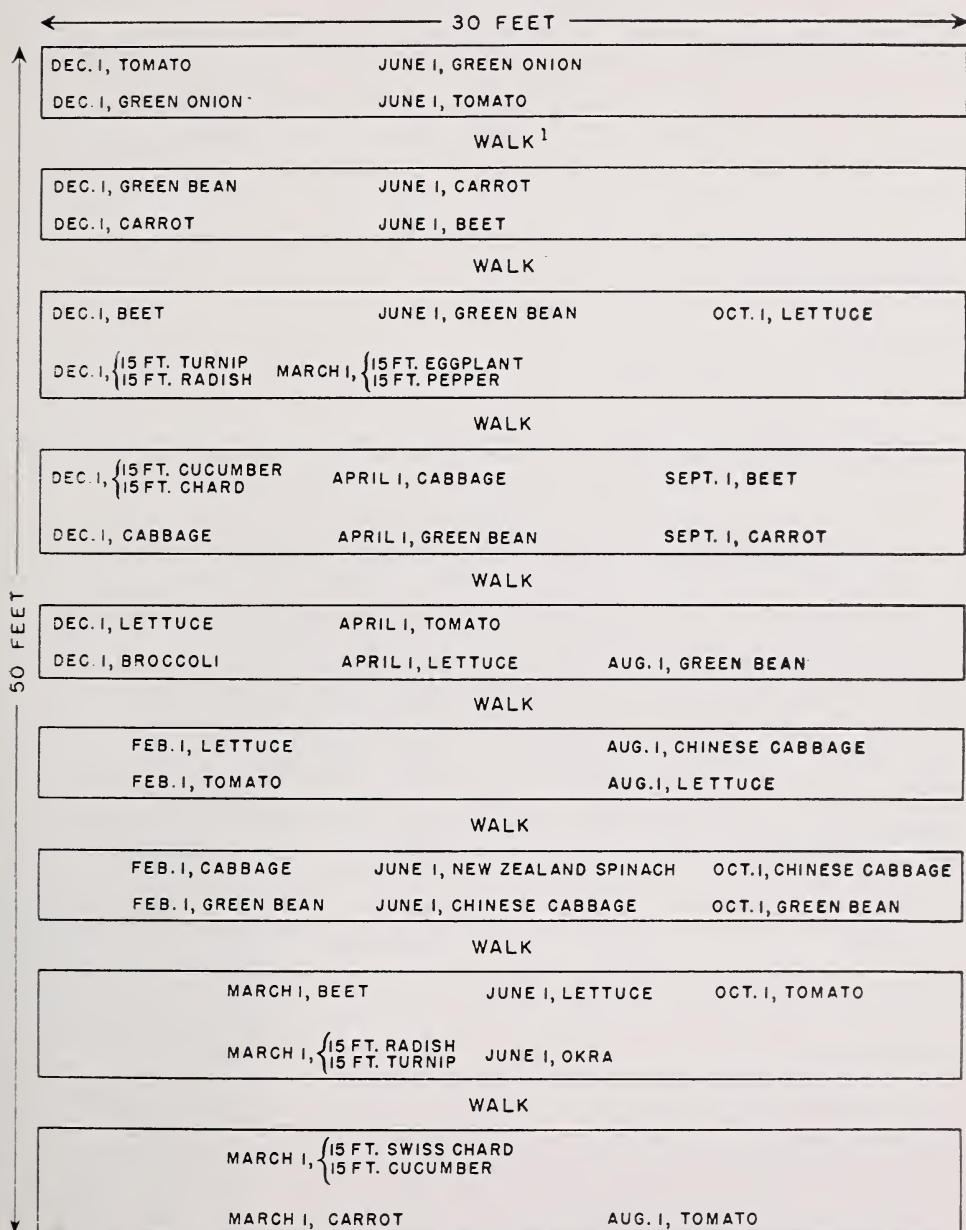 30 FEET
DEC. 1, TOMATO JUNE 1, GREEN ONION
DEC. 1, GREEN ONION JUNE 1, TOMATO
WALK1
DEC. 1, GREEN BEAN JUNE 1, CARROT
DEC. 1, CARROT JUNE 1, BEET
WALK
DEC. 1, BEET JUNE 1, GREEN BEAN OCT. 1, LETTUCE
DEC. 1, {15 FT. TURNIP MARCH 1, {15 FT. EGGPLANT
15 FT. RADISH 15 FT. PEPPER
WALK
DEC. 1, {15 FT. CUCUMBER APRIL 1, CABBAGE SEPT. 1, BEET
15 FT. CHARD
DEC. 1, CABBAGE APRIL 1, GREEN BEAN SEPT. 1, CARROT
WALK
50 FEET
DEC. 1, LETTUCE APRIL 1, TOMATO
DEC. 1, BROCCOLI APRIL 1, LETTUCE AUG. 1, GREEN BEAN
WALK
FEB. 1, LETTUCE AUG. 1, CHINESE CABBAGE
FEB. 1, TOMATO AUG. 1, LETTUCE
WALK
FEB. 1, CABBAGE JUNE 1, NEW ZEALAND SPINACH OCT. 1, CHINESE CABBAGE
FEB. 1, GREEN BEAN JUNE 1, CHINESE CABBAGE OCT. 1, GREEN BEAN
WALK
MARCH 1, BEET JUNE 1, LETTUCE OCT. 1, TOMATO
MARCH 1, {15 FT. RADISH JUNE 1, OKRA
15 FT. TURNIP
WALK
MARCH 1, {15 FT. SWISS CHARD
15 FT. CUCUMBER
MARCH 1, CARROT AUG. 1, TOMATO